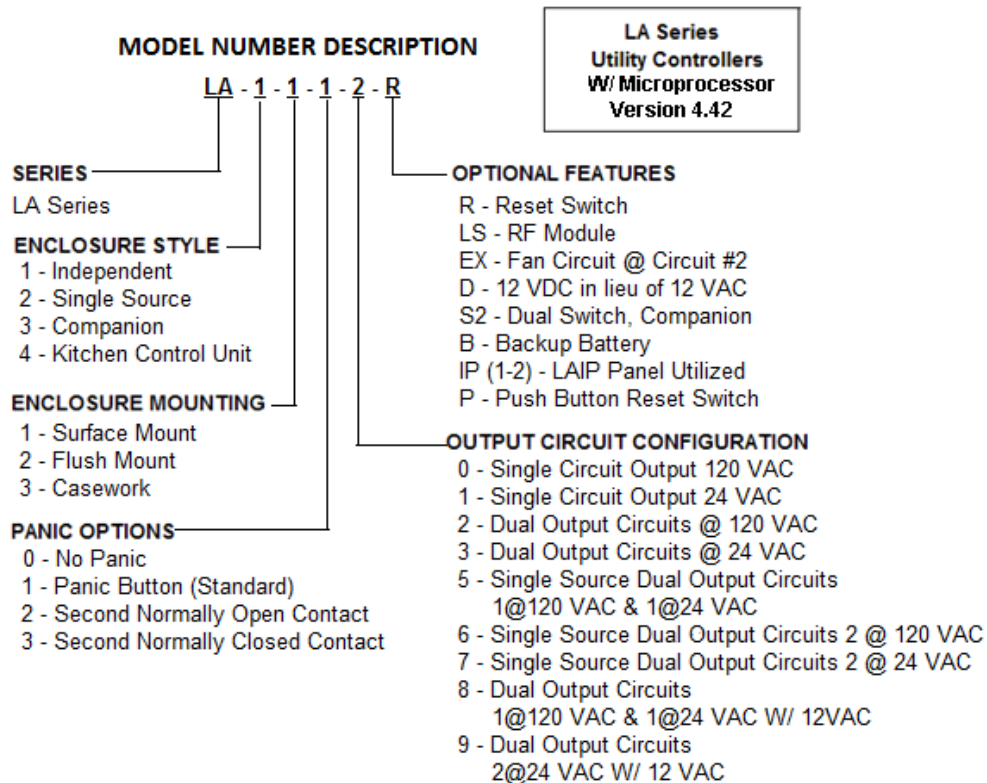 MODEL NUMBER DESCRIPTION
LA - 1 - 1 - 1 - 2 - R
LA Series
Utility Controllers
W/ Microprocessor
Version 4.42
SERIES
LA Series
ENCLOSURE STYLE
1 - Independent
2 - Single Source
3 - Companion
4 - Kitchen Control Unit
ENCLOSURE MOUNTING
1 - Surface Mount
2 - Flush Mount
3 - Casework
PANIC OPTIONS
0 - No Panic
1 - Panic Button (Standard)
2 - Second Normally Open Contact
3 - Second Normally Closed Contact
OPTIONAL FEATURES
R - Reset Switch
LS - RF Module
EX - Fan Circuit @ Circuit #2
D - 12 VDC in lieu of 12 VAC
S2 - Dual Switch, Companion
B - Backup Battery
IP (1-2) - LAIP Panel Utilized
P - Push Button Reset Switch
OUTPUT CIRCUIT CONFIGURATION
0 - Single Circuit Output 120 VAC
1 - Single Circuit Output 24 VAC
2 - Dual Output Circuits @ 120 VAC
3 - Dual Output Circuits @ 24 VAC
5 - Single Source Dual Output Circuits
1@120 VAC & 1@24 VAC
6 - Single Source Dual Output Circuits 2 @ 120 VAC
7 - Single Source Dual Output Circuits 2 @ 24 VAC
8 - Dual Output Circuits
1@120 VAC & 1@24 VAC W/ 12VAC
9 - Dual Output Circuits
2@24 VAC W/ 12 VAC